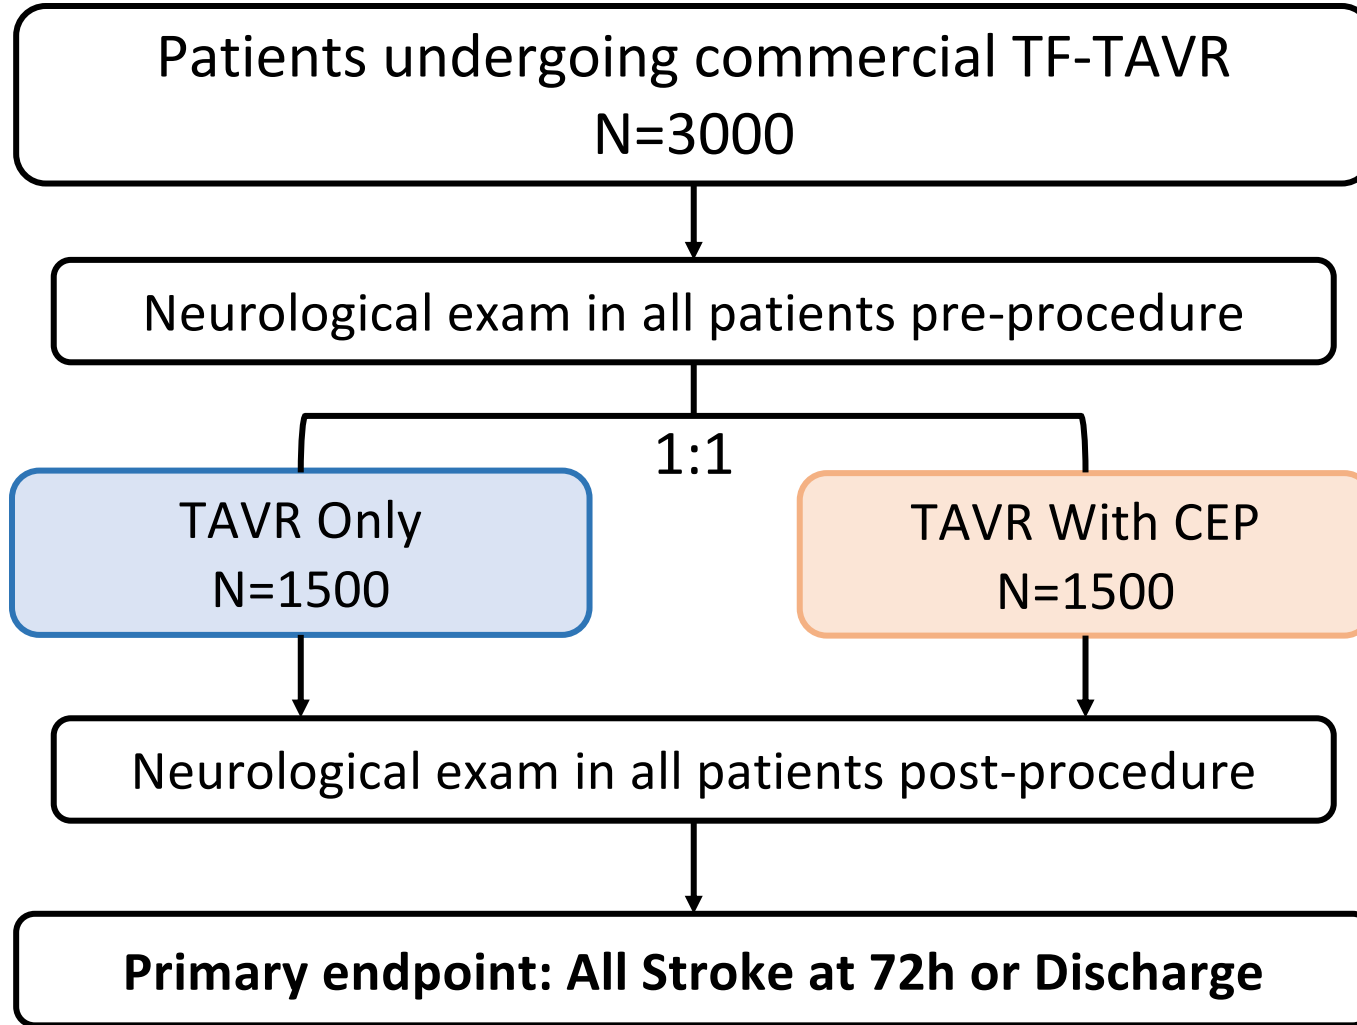 Patients undergoing commercial TF-TAVR
N=3000
Neurological exam in all patients pre-procedure
1:1
TAVR Only
N=1500
TAVR With CEP
N=1500
Neurological exam in all patients post-procedure
Primary endpoint: All Stroke at 72h or Discharge